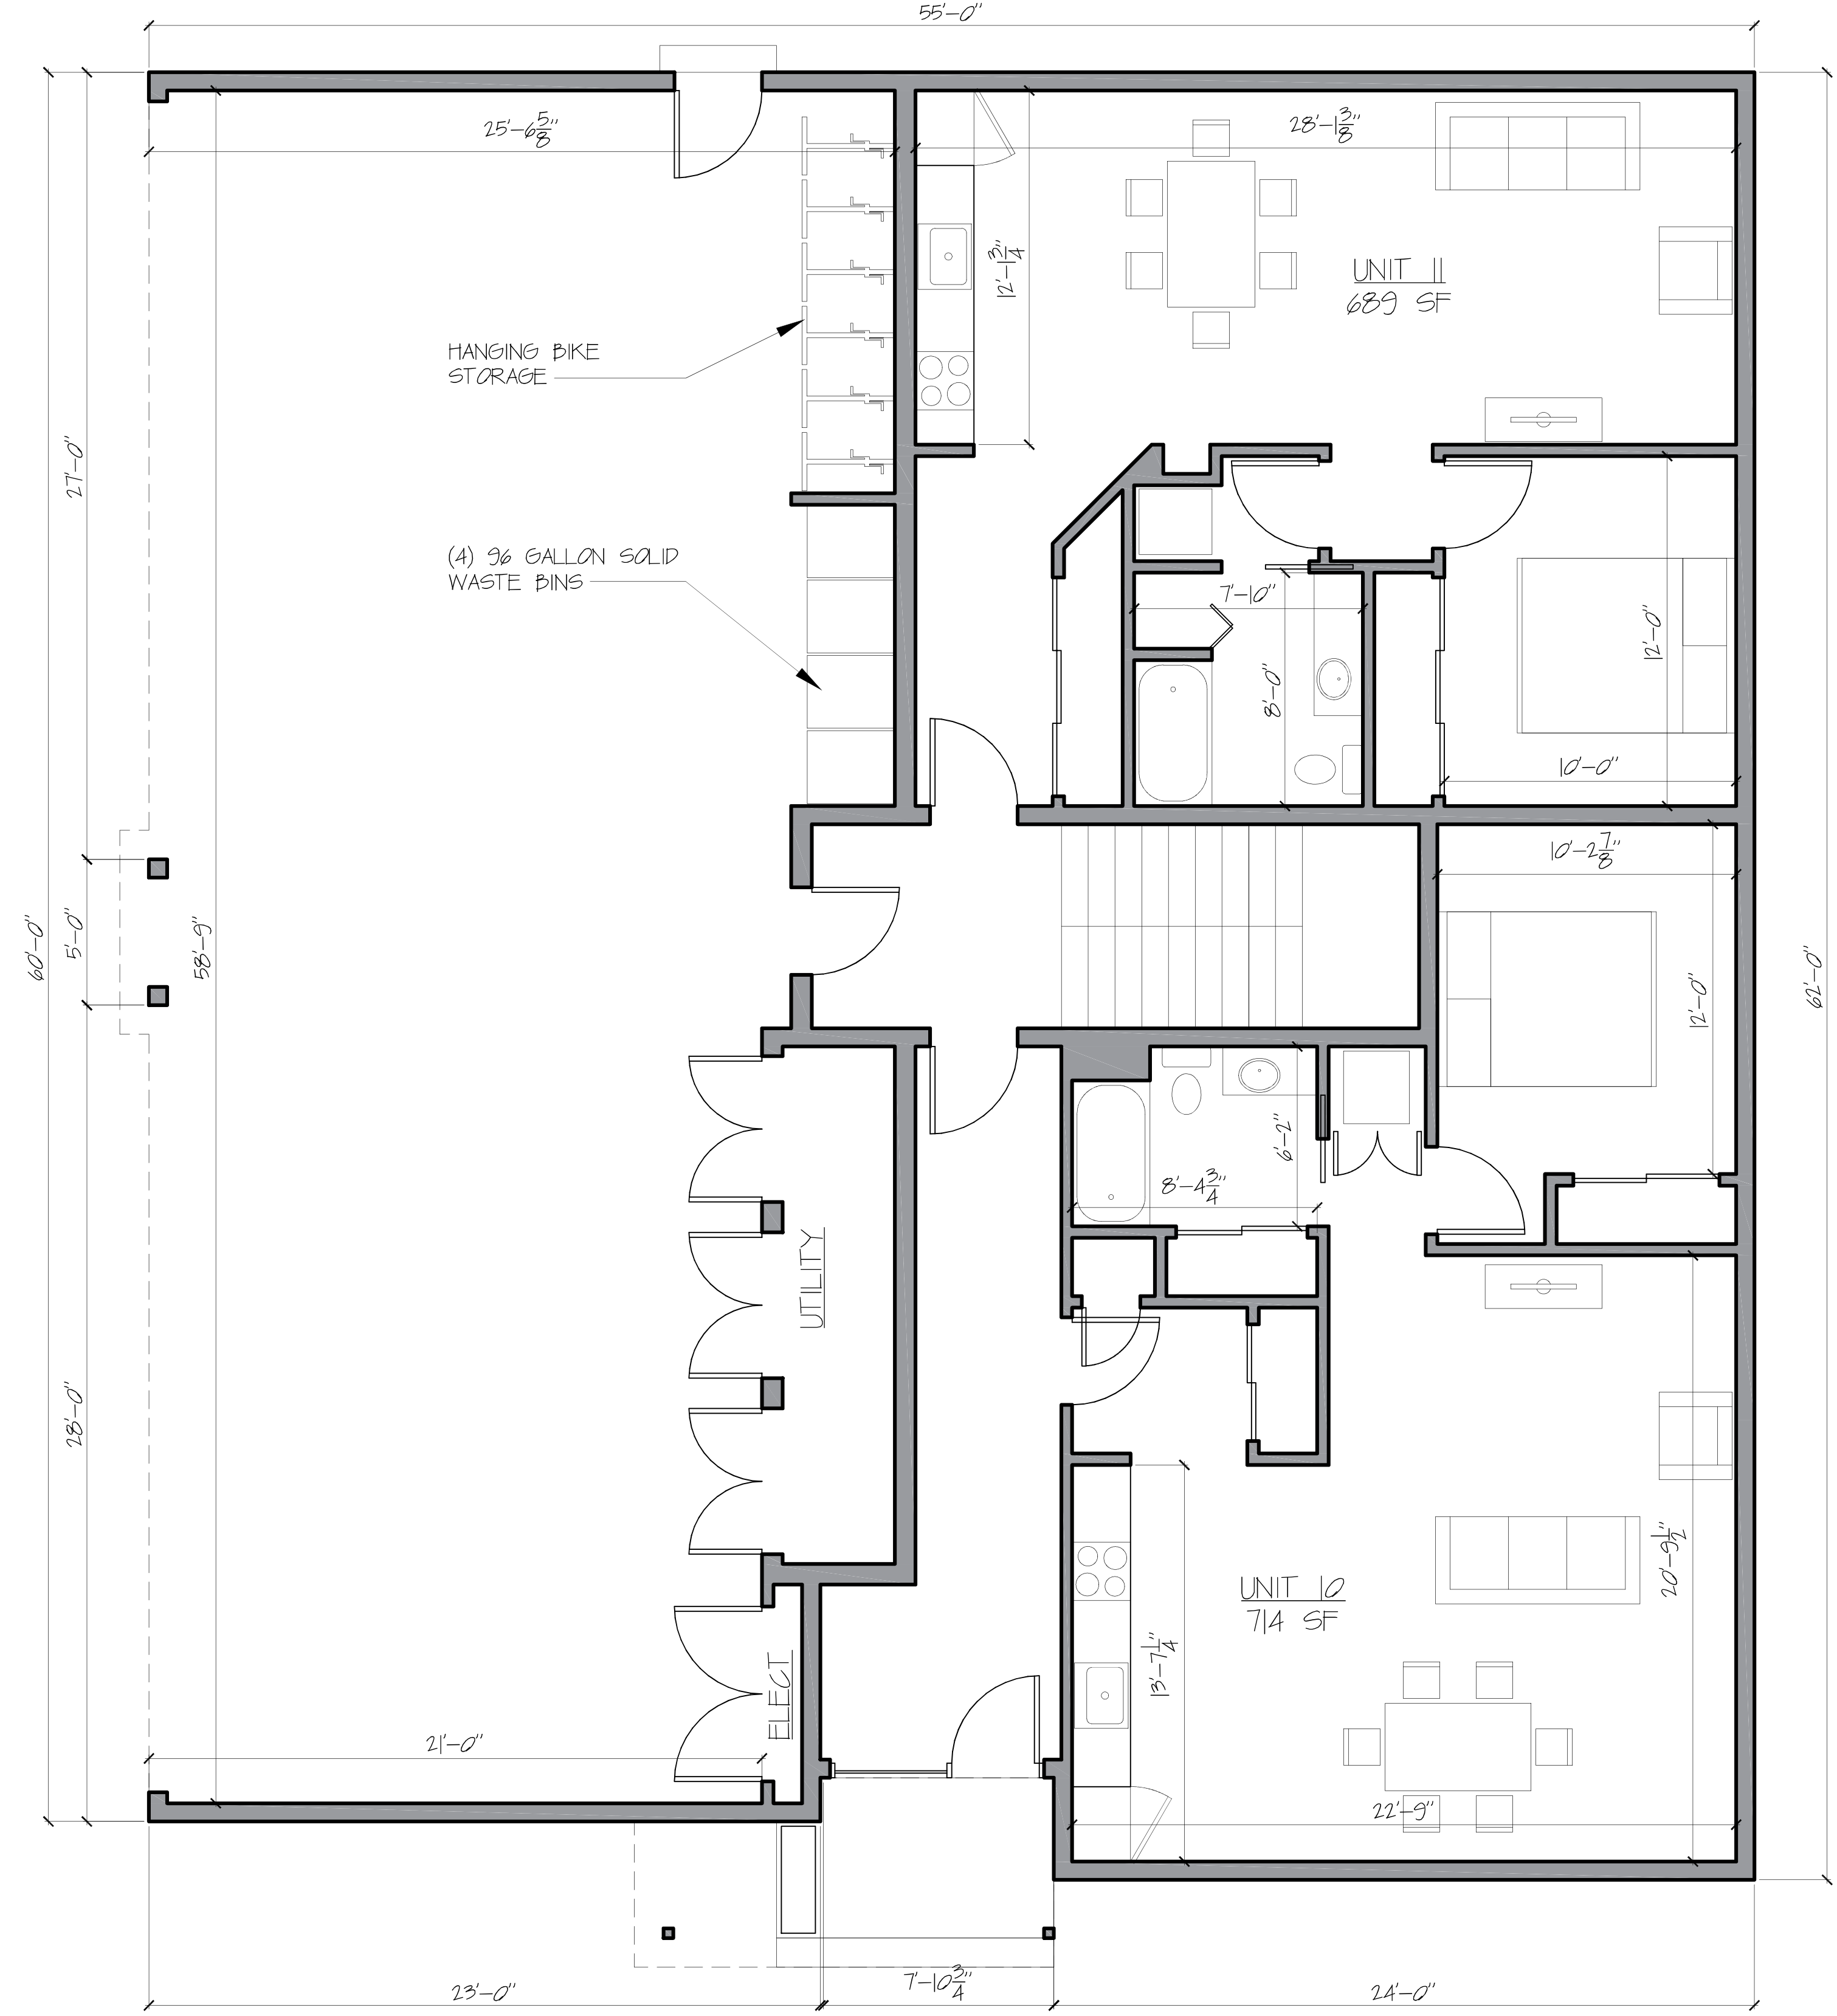 55'-0"
25'-6 5/8"
28'-1 3/8"
12'-1 3/4"
UNIT 11
689 SF
HANGING BIKE
STORAGE
27'-0"
(4) 96 GALLON SOLID
WASTE BINS
7'-10"
8'-0"
12'-0"
10'-0"
10'-2 7/8"
60'-0"
5'-0"
58'-9"
12'-0"
62'-0"
6'-2"
8'-4 3/4"
UTILITY
28'-0"
20'-9 1/2"
UNIT 10
714 SF
13'-7 1/4"
ELECT
21'-0"
22'-9"
7'-10 3/4"
23'-0"
24'-0"